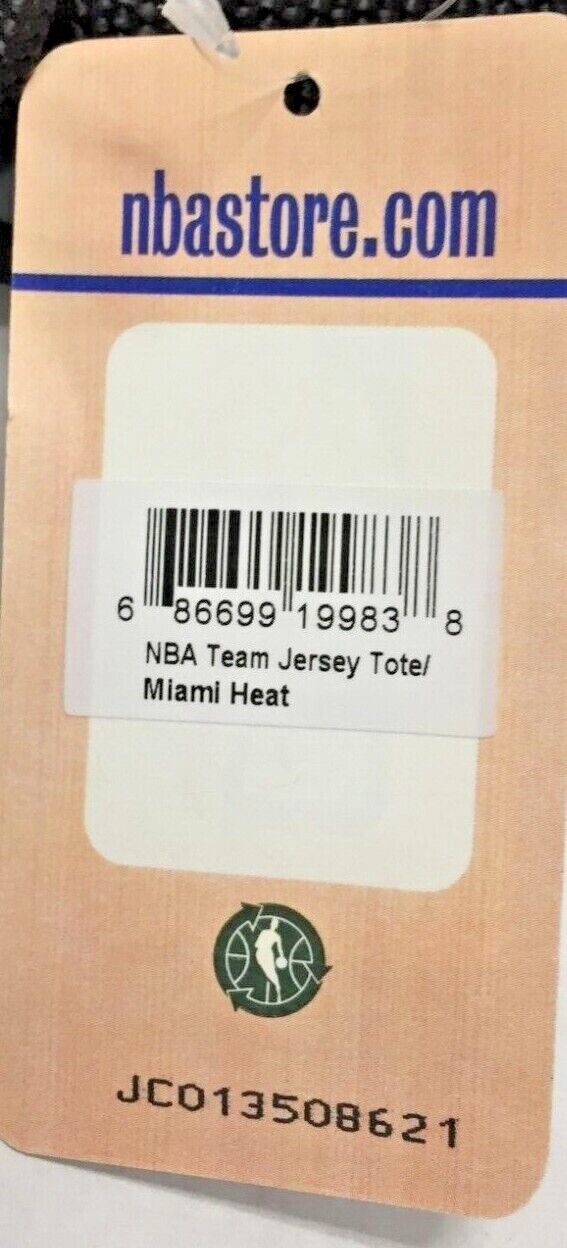 nbastore.com
6 86699 19983 8
NBA Team Jersey Tote/
Miami Heat
JC013508621